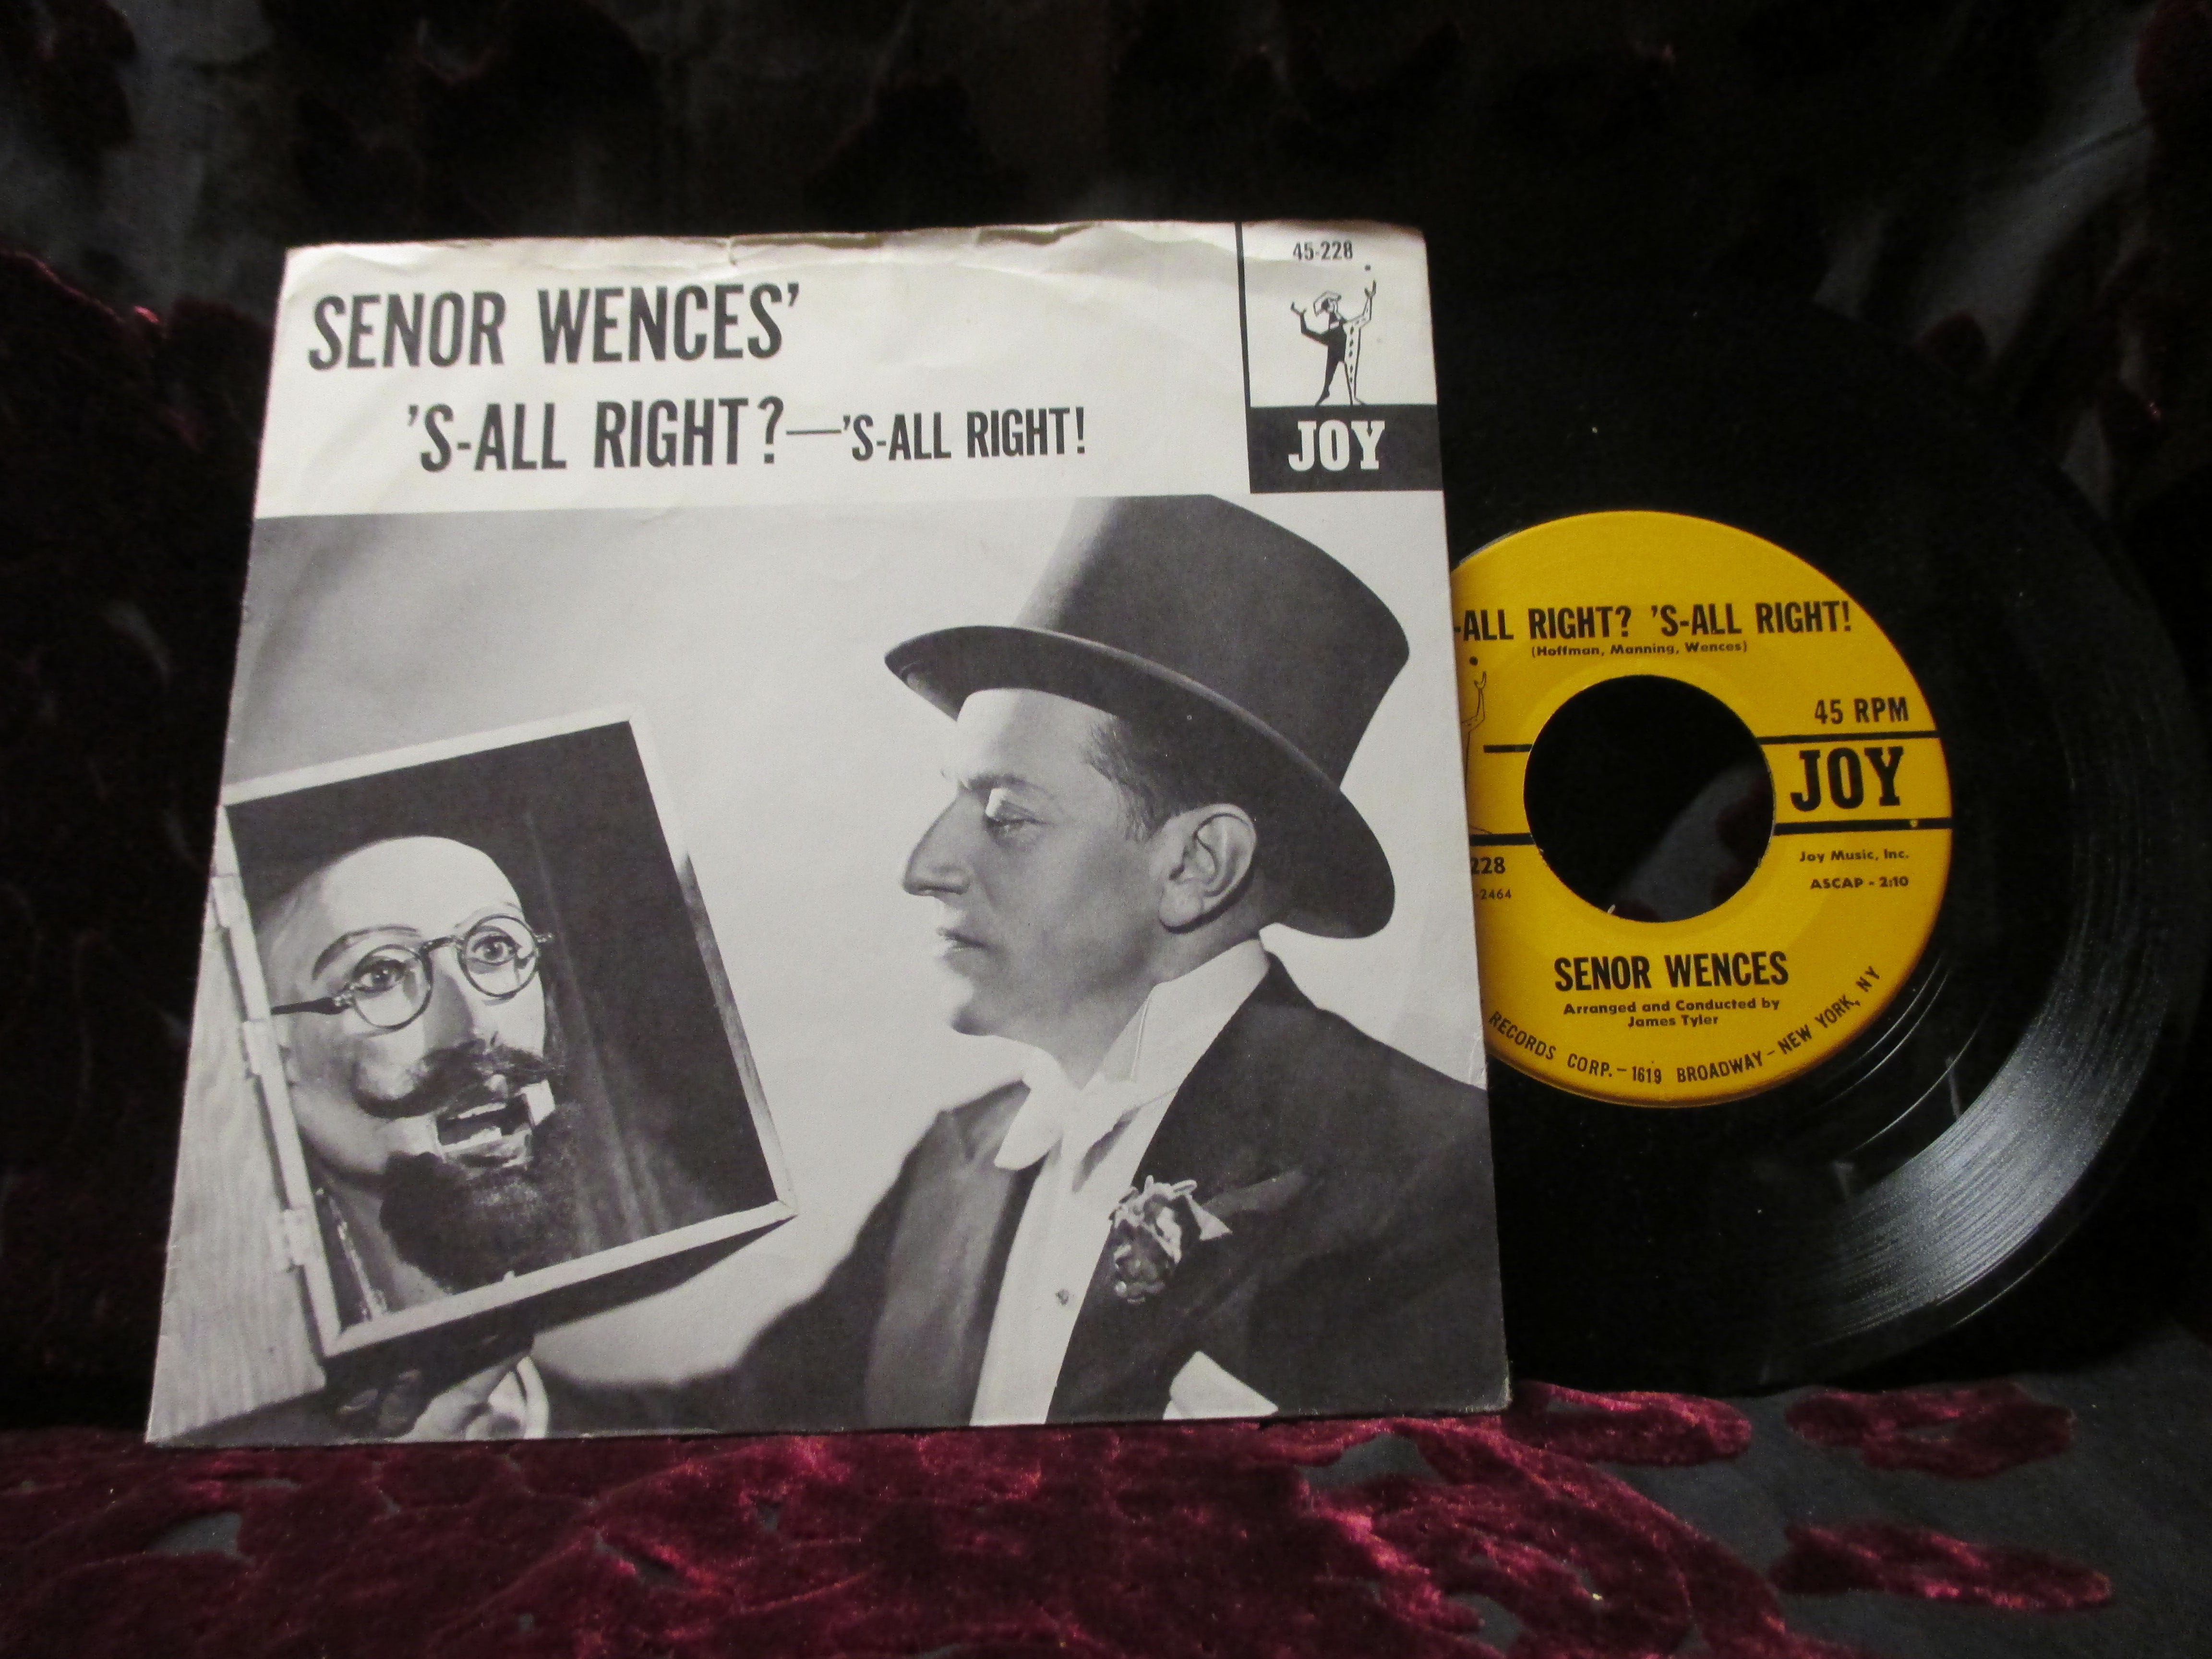 SENOR WENCES'
'S-ALL RIGHT?—'S-ALL RIGHT!
45-228
JOY
-ALL RIGHT? 'S-ALL RIGHT!
(Hoffman, Manning, Wences)
45 RPM
JOY
228
-2464
Joy Music, Inc.
ASCAP - 2:10
SENOR WENCES
Arranged and Conducted by
James Tyler
RECORDS CORP. - 1619 BROADWAY - NEW YORK, NY